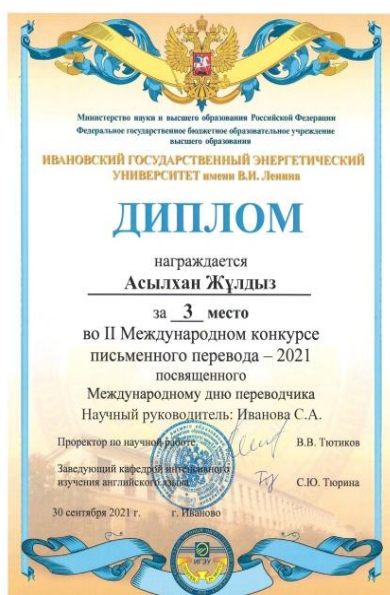 Министерство науки и высшего образования Российской Федерации
Федеральное государственное бюджетное образовательное учреждение
высшего образования
ИВАНОВСКИЙ ГОСУДАРСТВЕННЫЙ ЭНЕРГЕТИЧЕСКИЙ
УНИВЕРСИТЕТ имени В.И. Ленина
ДИПЛОМ
награждается
Асылхан Жұлдыз
за 3 место
во II Международном конкурсе
письменного перевода – 2021
посвященного
Международному дню переводчика
Научный руководитель: Иванова С.А.
Проректор по научной работе В.В. Тютиков
Заведующий кафедрой интенсивного
изучения английского языка С.Ю. Тюрина
30 сентября 2021 г. г. Иваново
ИГЭУ